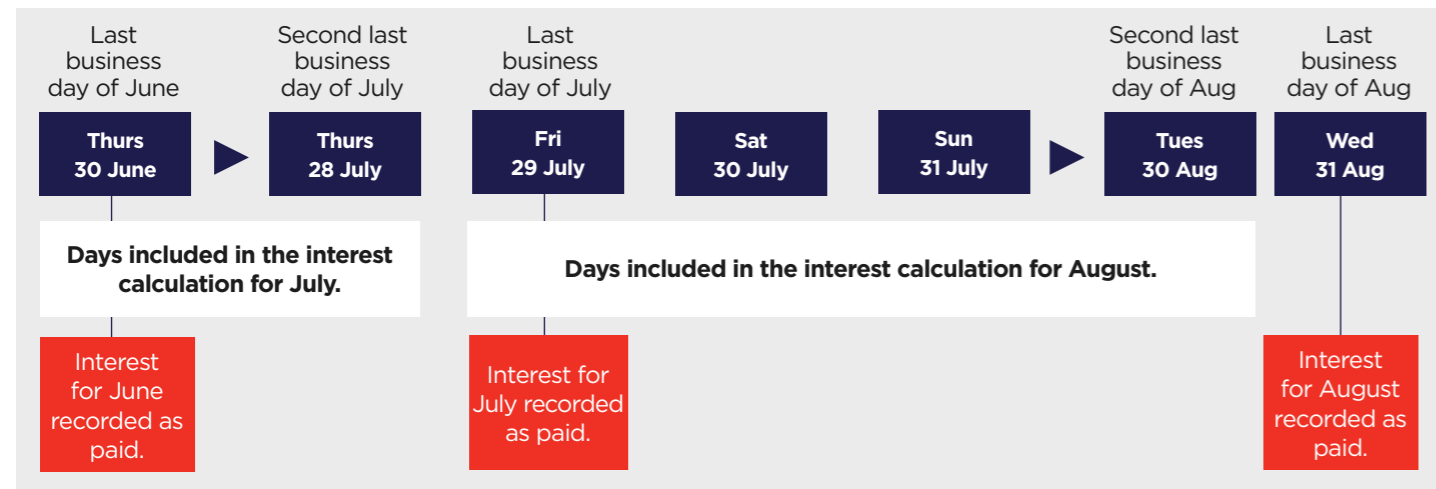 Last
business
day of June
Second last
business
day of July
Last
business
day of July
Second last
business
day of Aug
Last
business
day of Aug
Thurs
30 June
Thurs
28 July
Fri
29 July
Sat
30 July
Sun
31 July
Tues
30 Aug
Wed
31 Aug
Days included in the interest
calculation for July.
Days included in the interest calculation for August.
Interest
for June
recorded as
paid.
Interest for
July recorded
as paid.
Interest
for August
recorded as
paid.